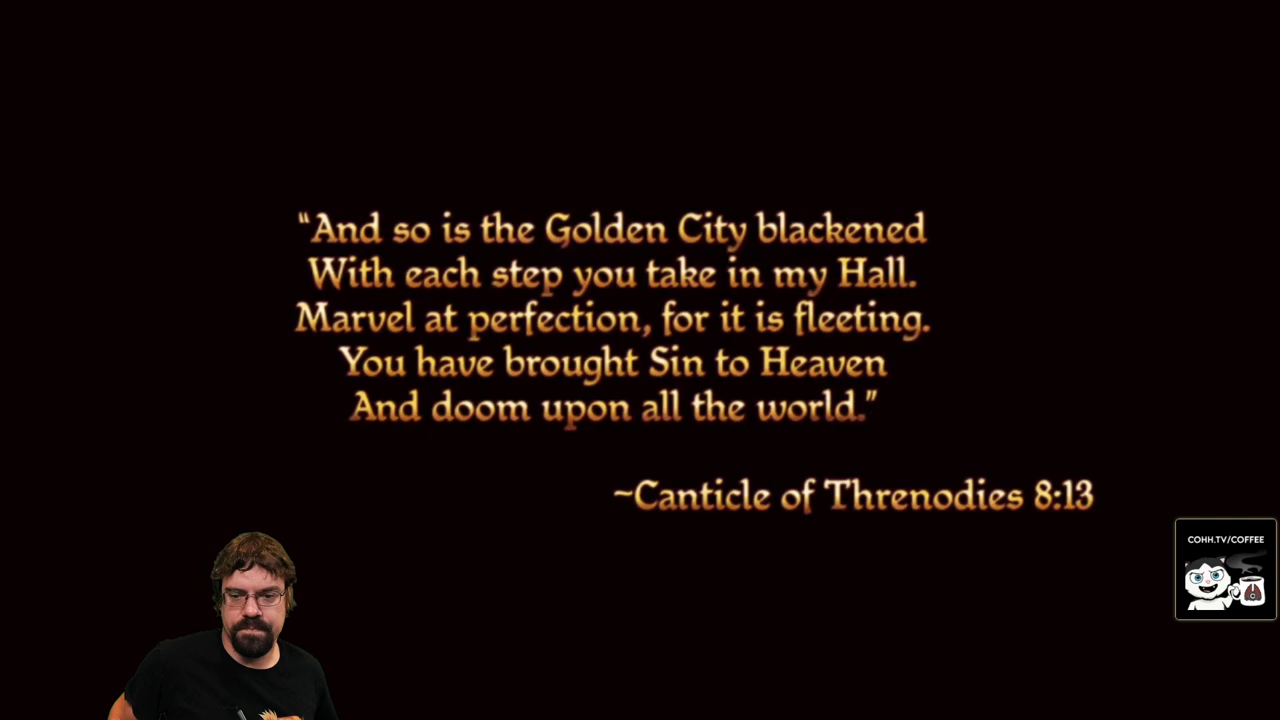 “And so is the Golden City blackened
With each step you take in my Hall.
Marvel at perfection, for it is fleeting.
You have brought Sin to Heaven
And doom upon all the world.”
~Canticle of Threnodies 8:13
COHH.TV/COFFEE